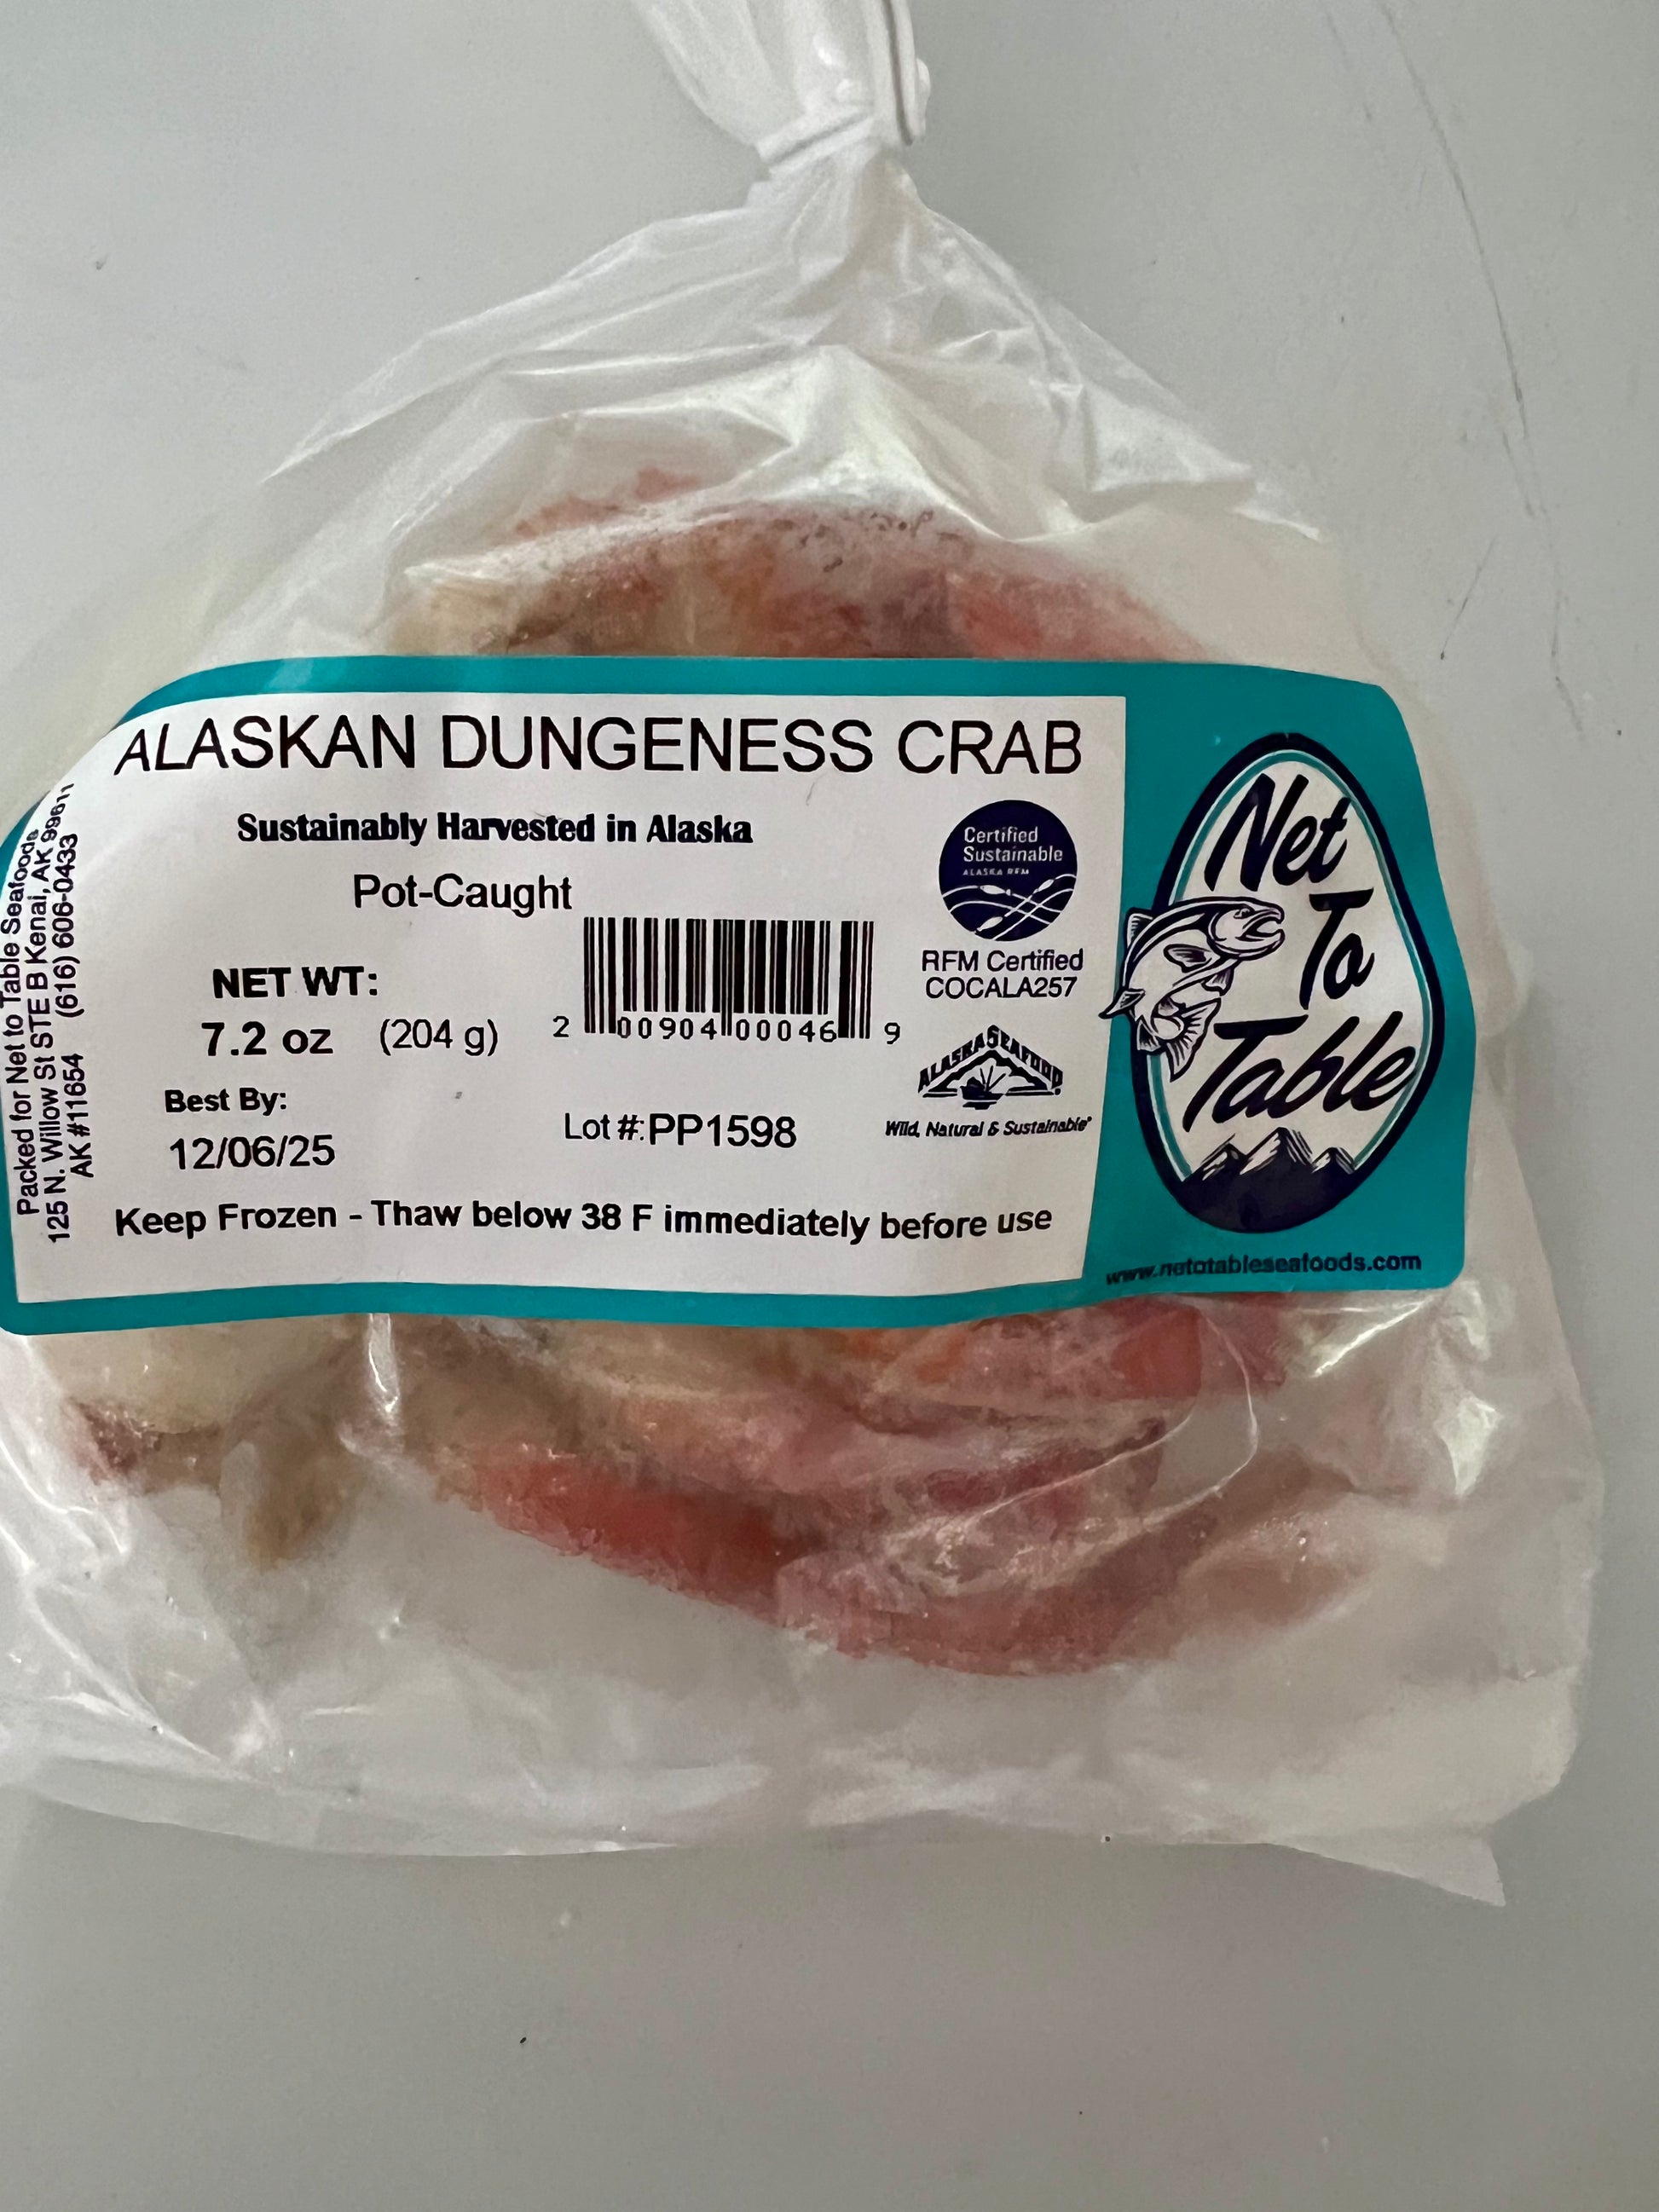 ALASKAN DUNGENESS CRAB
Sustainably Harvested in Alaska
Pot-Caught
NET WT:
7.2 oz (204 g)
2 00904 00046 9
Best By:
12/06/25
Lot #: PP1598
Keep Frozen - Thaw below 38 F immediately before use
Certified
Sustainable
ALASKA RFM
RFM Certified
COCALA257
ALASKA SEAFOOD
Wild, Natural & Sustainable®
Net
To
Table
www.netotableseafoods.com
Packed for Net to Table Seafoods
125 N. Willow St STE B Kenai, AK 99611
AK #11654 (616) 606-0433